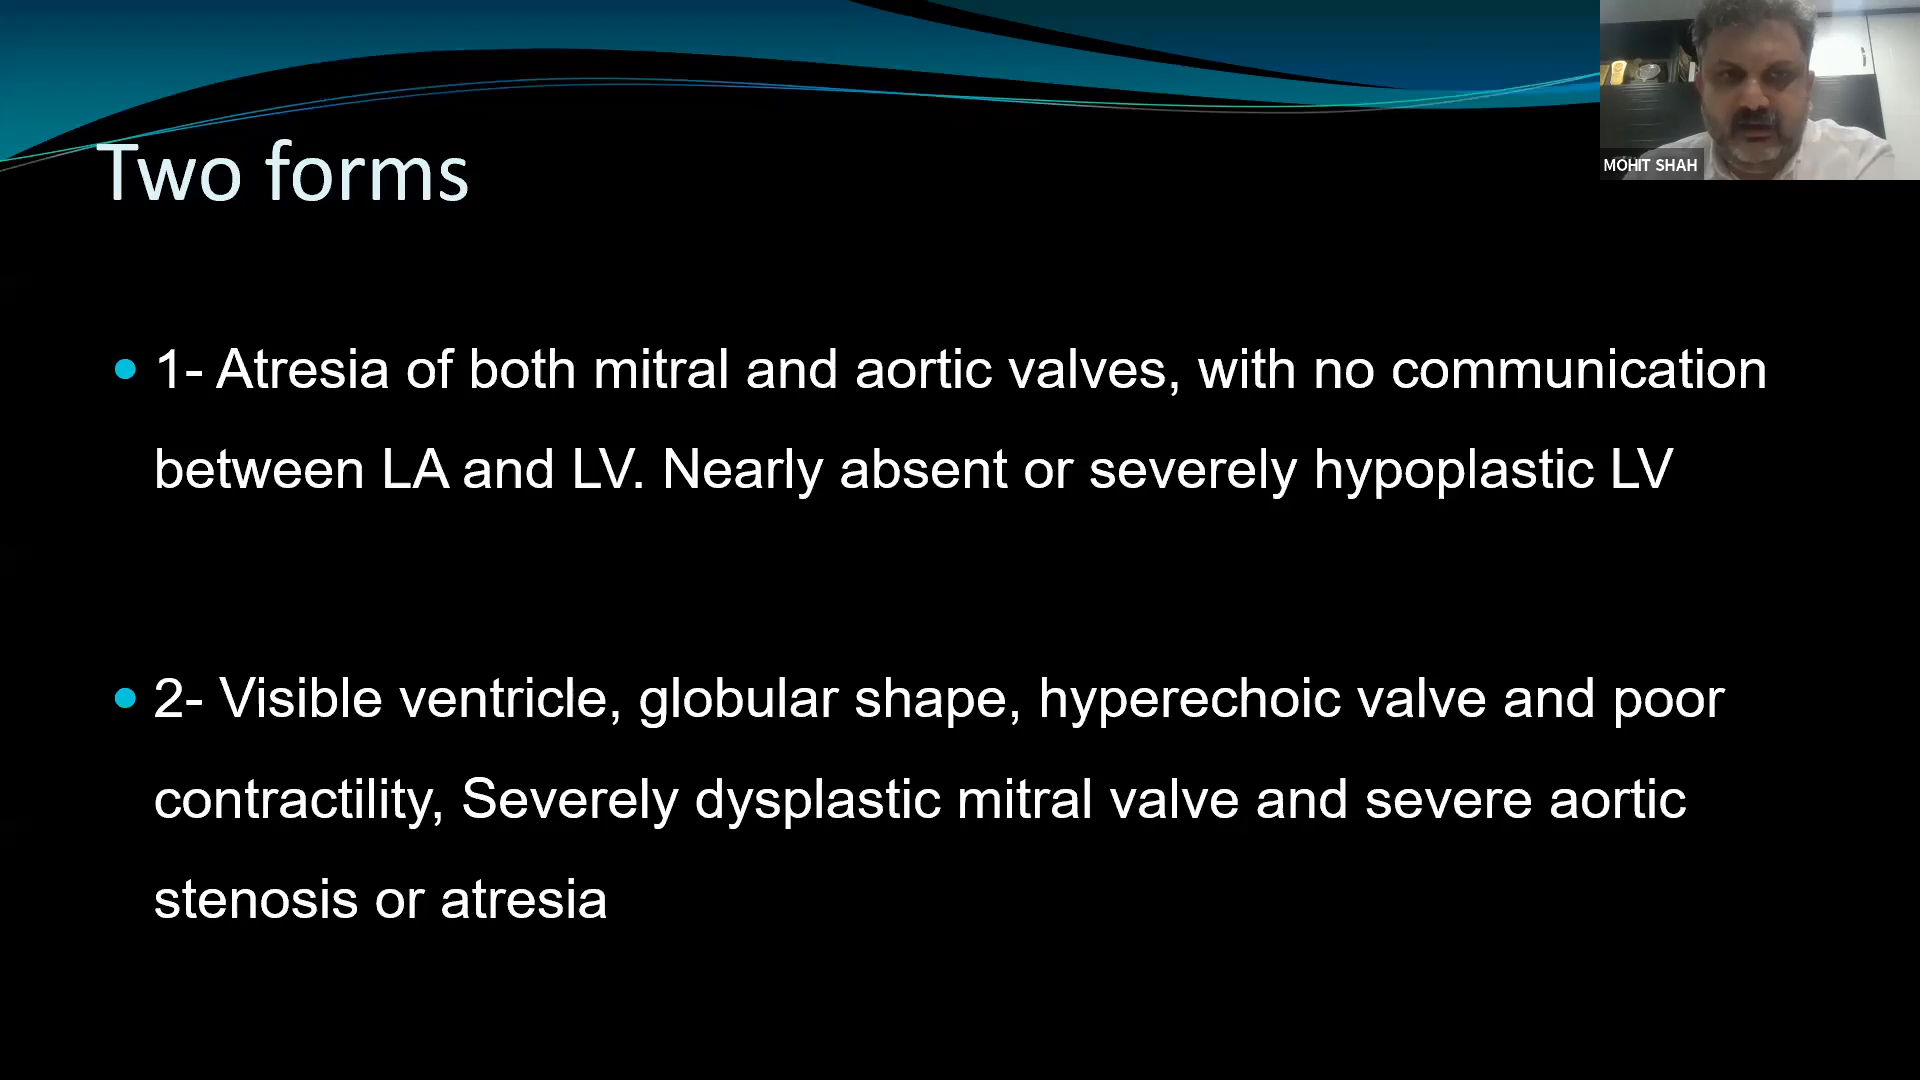 MOHIT SHAH
Two forms
1- Atresia of both mitral and aortic valves, with no communication
between LA and LV. Nearly absent or severely hypoplastic LV
2- Visible ventricle, globular shape, hyperechoic valve and poor
contractility, Severely dysplastic mitral valve and severe aortic
stenosis or atresia